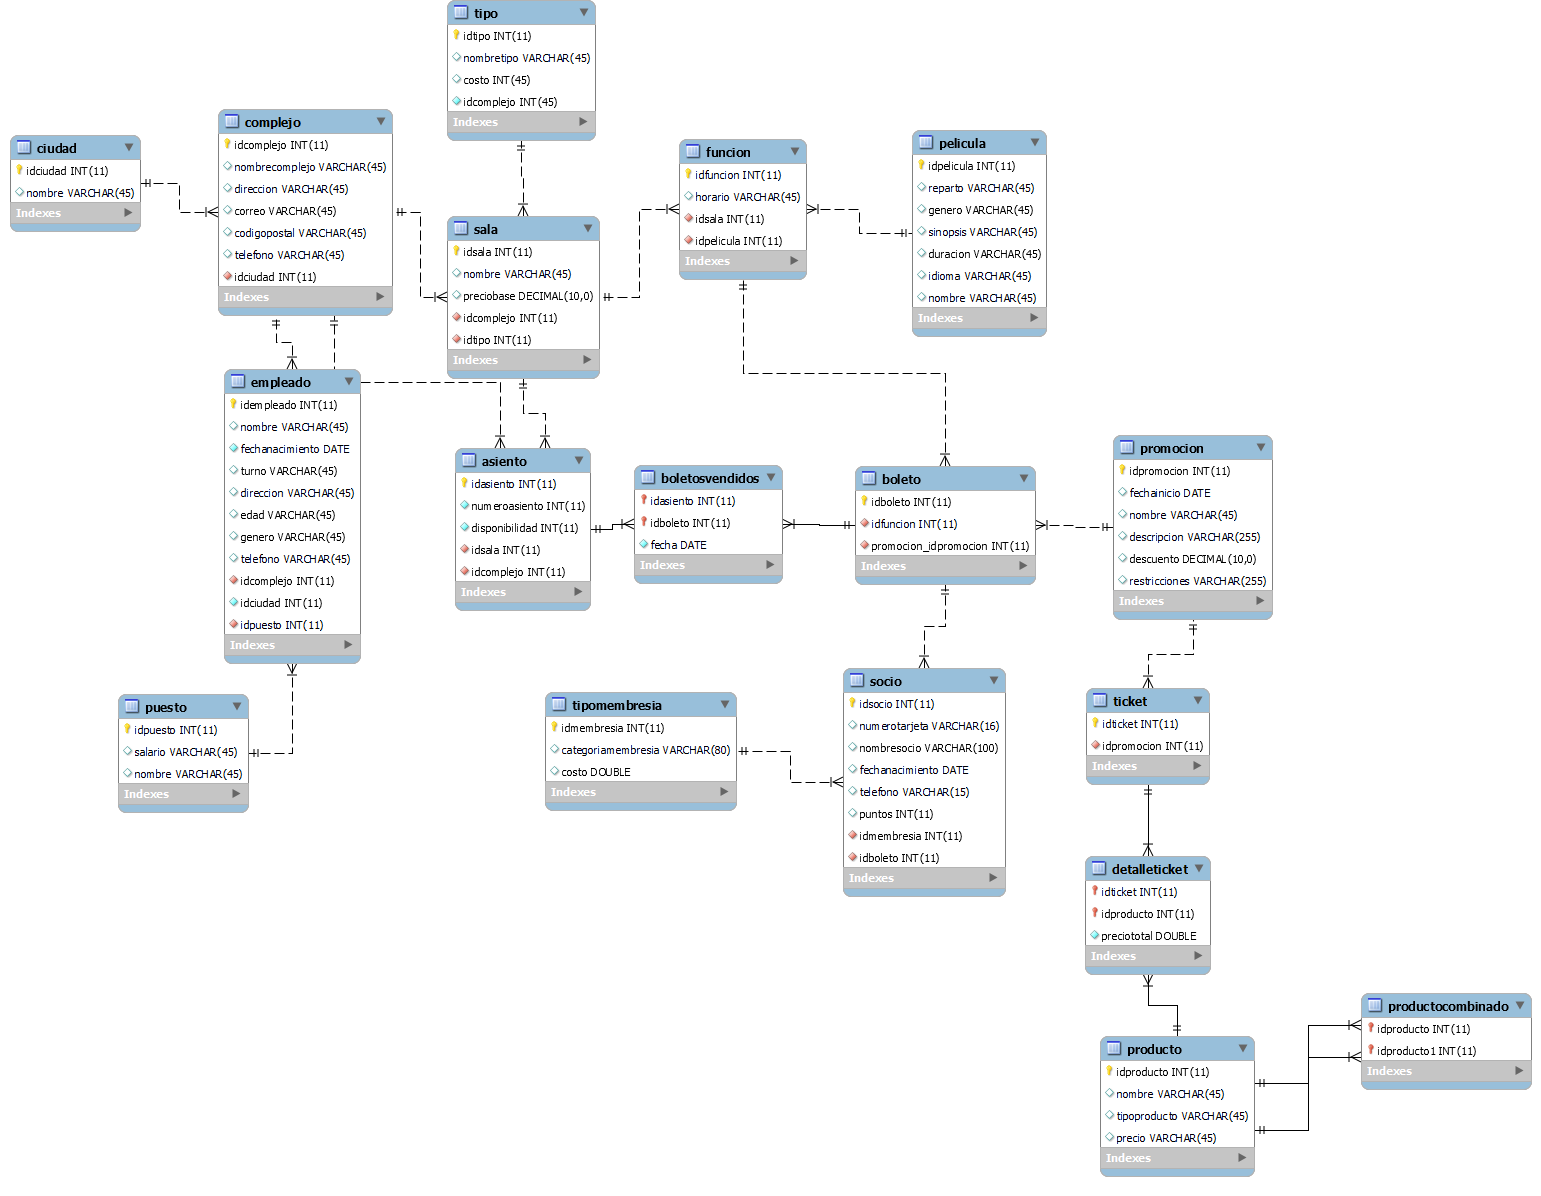 tipo
idtipo INT(11)
nombretipo VARCHAR(45)
costo INT(45)
idcomplejo INT(45)
Indexes
ciudad
idciudad INT(11)
nombre VARCHAR(45)
Indexes
complejo
idcomplejo INT(11)
nombrecomplejo VARCHAR(45)
direccion VARCHAR(45)
correo VARCHAR(45)
codigopostal VARCHAR(45)
telefono VARCHAR(45)
idciudad INT(11)
Indexes
sala
idsala INT(11)
nombre VARCHAR(45)
preciobase DECIMAL(10,0)
idcomplejo INT(11)
idtipo INT(11)
Indexes
funcion
idfuncion INT(11)
horario VARCHAR(45)
idsala INT(11)
idpelicula INT(11)
Indexes
pelicula
idpelicula INT(11)
reparto VARCHAR(45)
genero VARCHAR(45)
sinopsis VARCHAR(45)
duracion VARCHAR(45)
idioma VARCHAR(45)
nombre VARCHAR(45)
Indexes
empleado
idempleado INT(11)
nombre VARCHAR(45)
fechanacimiento DATE
turno VARCHAR(45)
direccion VARCHAR(45)
edad VARCHAR(45)
genero VARCHAR(45)
telefono VARCHAR(45)
idcomplejo INT(11)
idciudad INT(11)
idpuesto INT(11)
Indexes
asiento
idasiento INT(11)
numeroasiento INT(11)
disponibilidad INT(11)
idsala INT(11)
idcomplejo INT(11)
Indexes
boletosvendidos
idasiento INT(11)
idboleto INT(11)
fecha DATE
Indexes
boleto
idboleto INT(11)
idfuncion INT(11)
promocion_idpromocion INT(11)
Indexes
promocion
idpromocion INT(11)
fechainicio DATE
nombre VARCHAR(45)
descripcion VARCHAR(255)
descuento DECIMAL(10,0)
restricciones VARCHAR(255)
Indexes
puesto
idpuesto INT(11)
salario VARCHAR(45)
nombre VARCHAR(45)
Indexes
tipomembresia
idmembresia INT(11)
categoriamembresia VARCHAR(80)
costo DOUBLE
Indexes
socio
idsocio INT(11)
numerotarjeta VARCHAR(16)
nombresocio VARCHAR(100)
fechanacimiento DATE
telefono VARCHAR(15)
puntos INT(11)
idmembresia INT(11)
idboleto INT(11)
Indexes
ticket
idticket INT(11)
idpromocion INT(11)
Indexes
detalleticket
idticket INT(11)
idproducto INT(11)
preciototal DOUBLE
Indexes
producto
idproducto INT(11)
nombre VARCHAR(45)
tipoproducto VARCHAR(45)
precio VARCHAR(45)
Indexes
productocombinado
idproducto INT(11)
idproducto1 INT(11)
Indexes